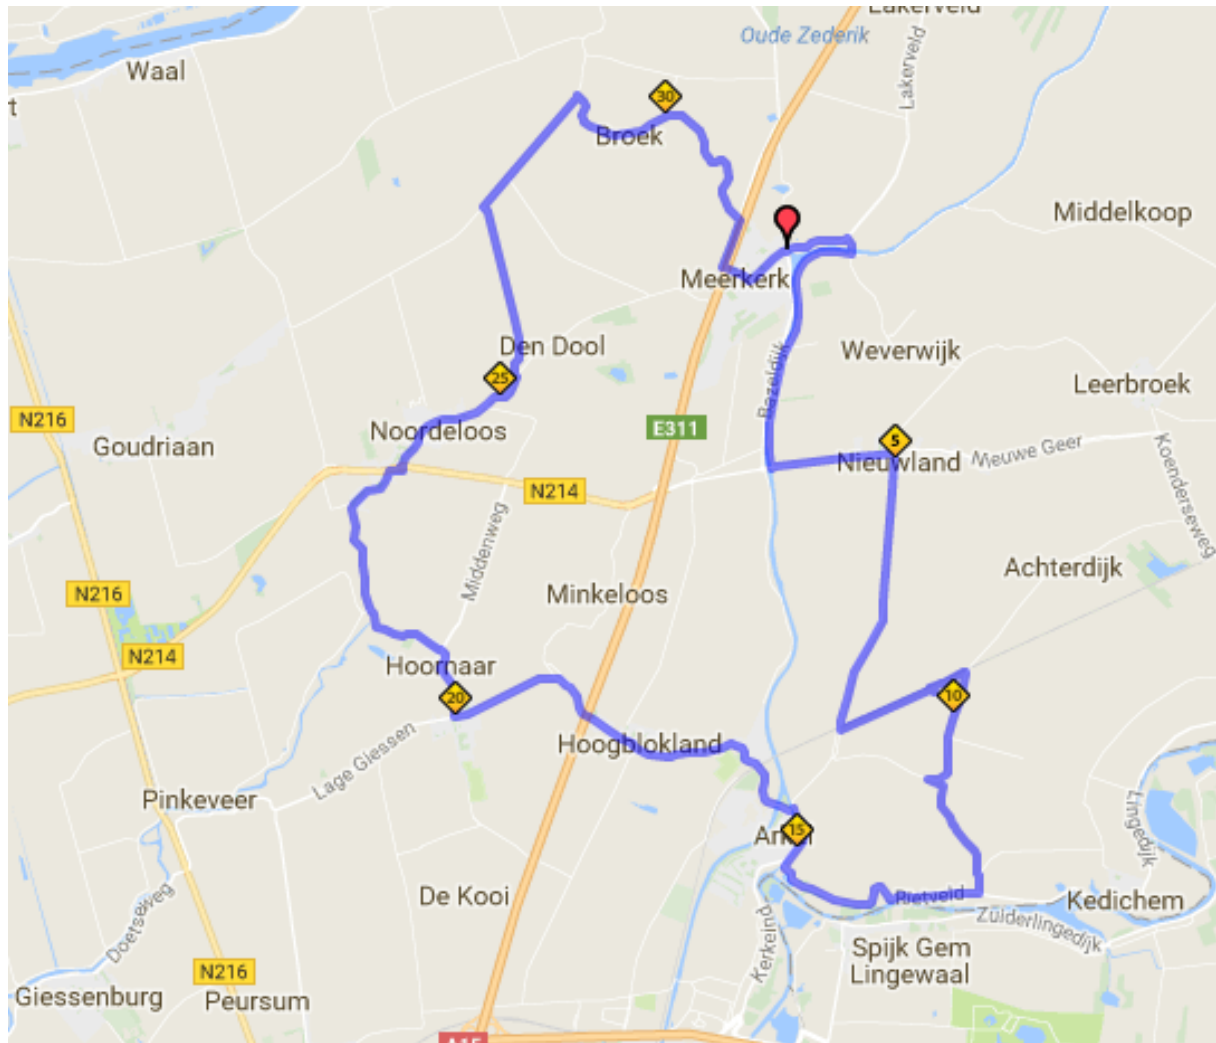 Lakerveld
Oude Zederik
Waal
Lakerveld
t
30
Broek
Middelkoop
Meerkerk
Den Dool
Weverwijk
25
Bazeldijk
Leerbroek
N216
Noordeloos
E311
5
Goudriaan
Nieuwland
Nieuwe Geer
Koenderseweg
N214
Middenweg
Achterdijk
N216
Minkeloos
N214
Hoornaar
20
10
Hoogblokland
Lage Giessen
Pinkeveer
Lingedijk
15
De Kooi
Rietveld
Kedichem
Doetseweg
Zuiderlingedijk
Kerkeind
Spijk Gem
Lingewaal
N216
Giessenburg
Peursum
A15